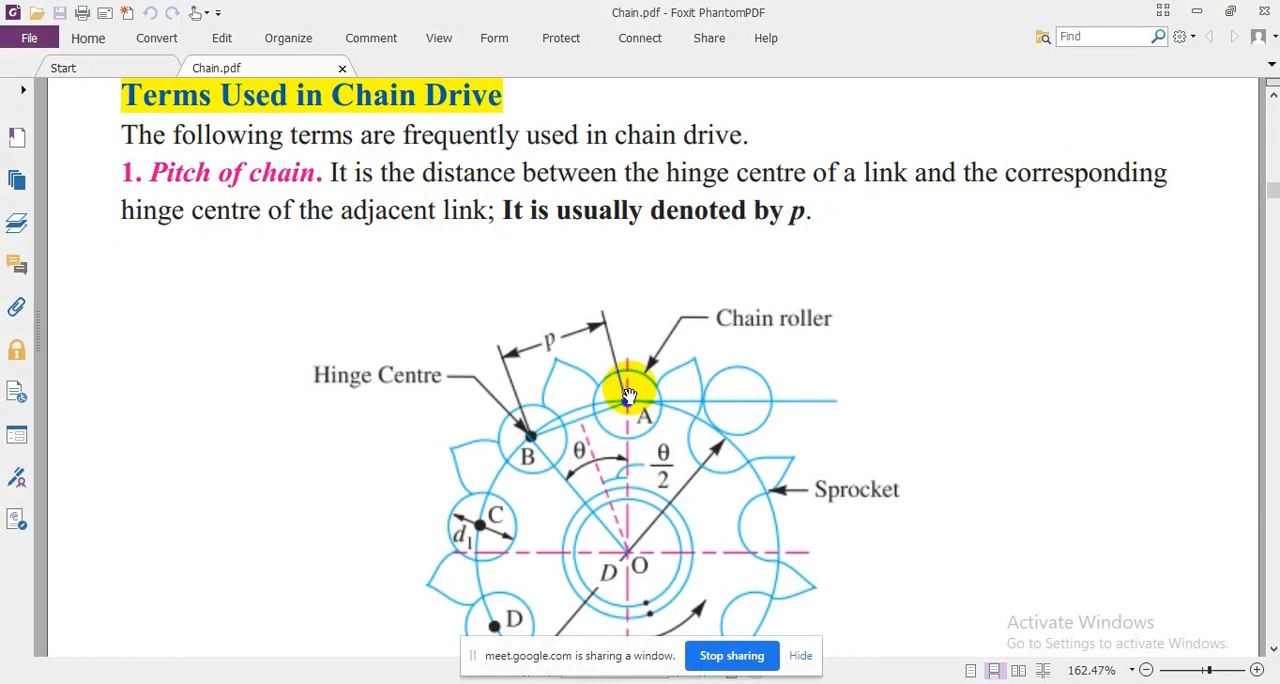 Chain.pdf - Foxit PhantomPDF
File Home Convert Edit Organize Comment View Form Protect Connect Share Help Find
Start Chain.pdf
Terms Used in Chain Drive
The following terms are frequently used in chain drive.
1. Pitch of chain. It is the distance between the hinge centre of a link and the corresponding
hinge centre of the adjacent link; It is usually denoted by p.
Chain roller
p
Hinge Centre
A
B
θ
θ
2
Sprocket
C
d1
D O
D
Activate Windows
Go to Settings to activate Windows.
meet.google.com is sharing a window. Stop sharing Hide
162.47%